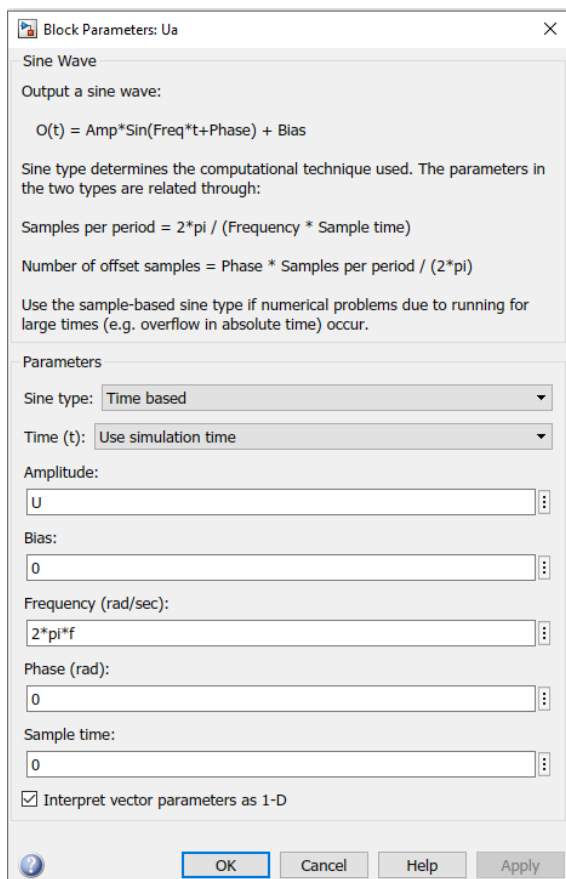 Block Parameters: Ua
Sine Wave
Output a sine wave:
O(t) = Amp*Sin(Freq*t+Phase) + Bias
Sine type determines the computational technique used. The parameters in
the two types are related through:
Samples per period = 2*pi / (Frequency * Sample time)
Number of offset samples = Phase * Samples per period / (2*pi)
Use the sample-based sine type if numerical problems due to running for
large times (e.g. overflow in absolute time) occur.
Parameters
Sine type: Time based
Time (t): Use simulation time
Amplitude:
U
Bias:
0
Frequency (rad/sec):
2*pi*f
Phase (rad):
0
Sample time:
0
Interpret vector parameters as 1-D
OK Cancel Help Apply